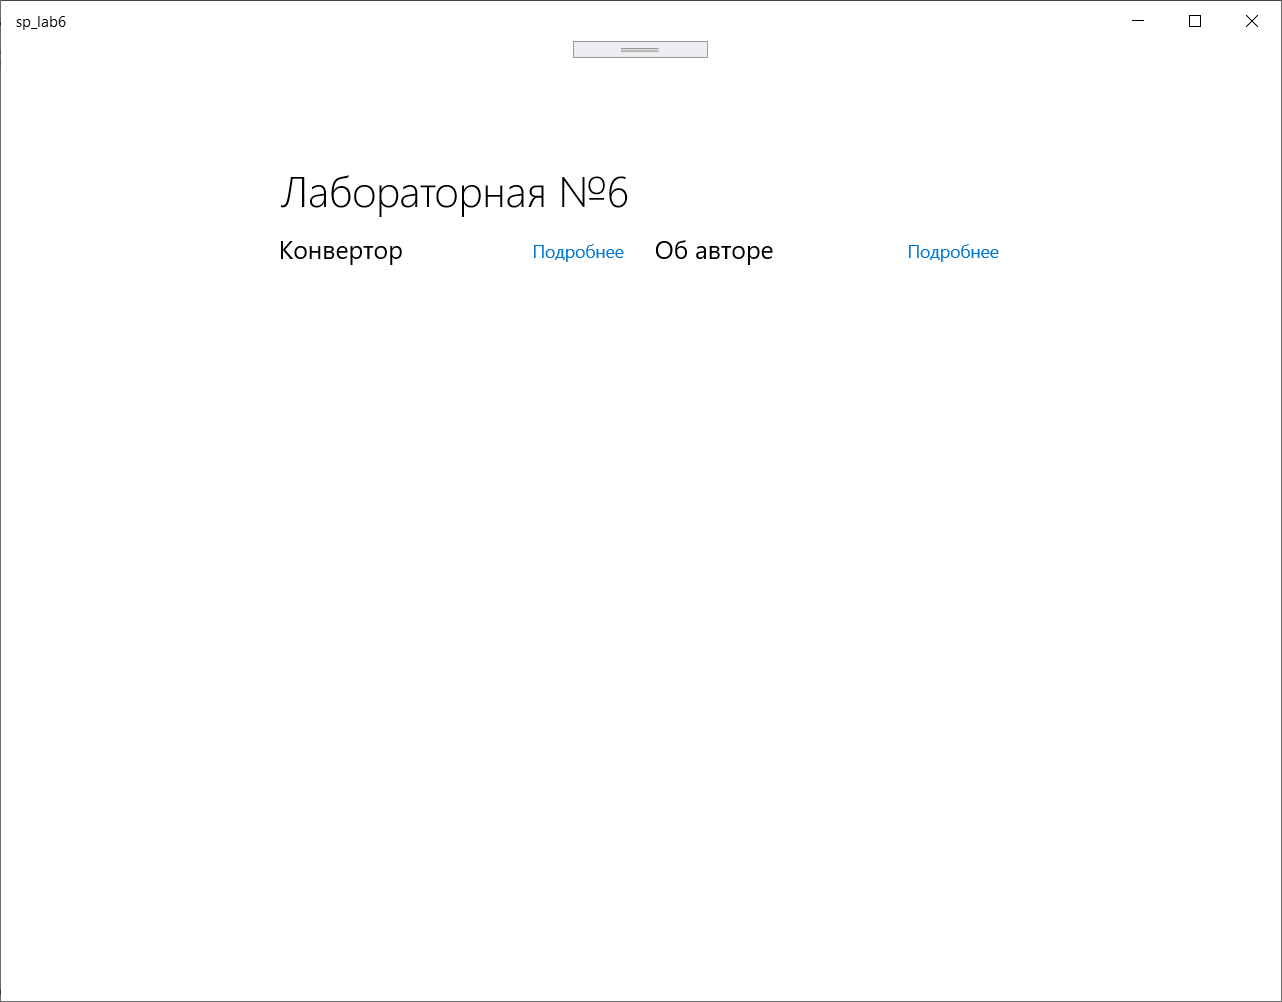 sp_lab6
Лабораторная №6
Конвертор Подробнее Об авторе Подробнее